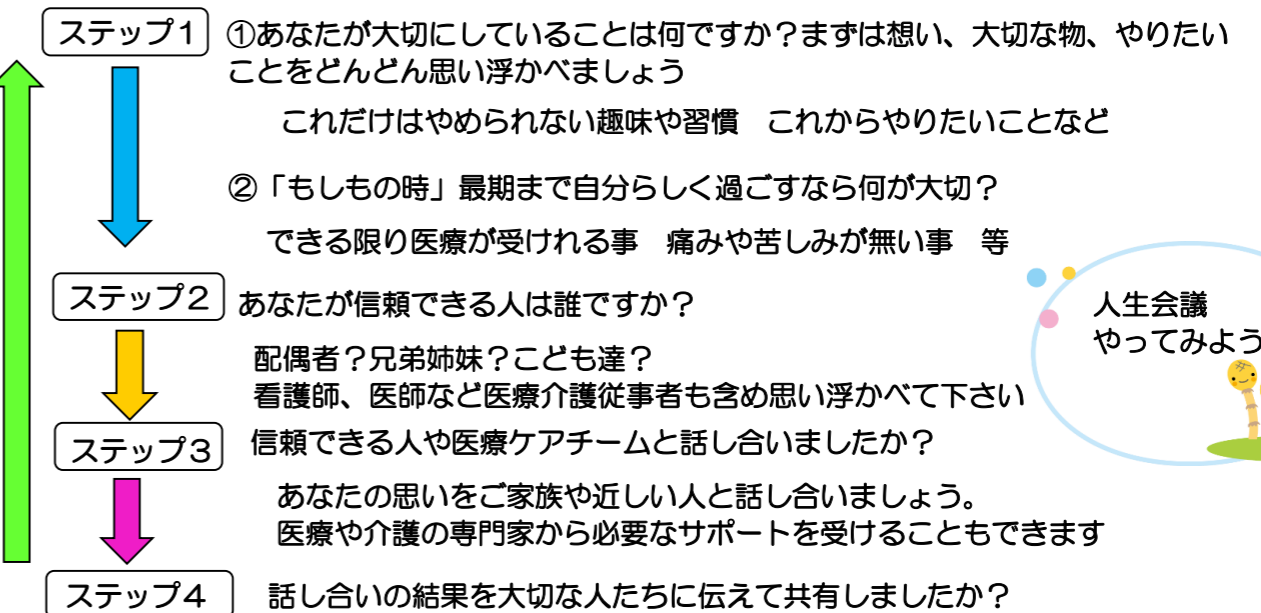 ステップ1
①あなたが大切にしていることは何ですか？まずは想い、大切な物、やりたい
ことをどんどん思い浮かべましょう
これだけはやめられない趣味や習慣　これからやりたいことなど
②「もしもの時」最期まで自分らしく過ごすなら何が大切？
できる限り医療が受けれる事　痛みや苦しみが無い事　等
ステップ2
あなたが信頼できる人は誰ですか？
配偶者？兄弟姉妹？こども達？
看護師、医師など医療介護従事者も含め思い浮かべて下さい
人生会議
やってみよう
ステップ3
信頼できる人や医療ケアチームと話し合いましたか？
あなたの思いをご家族や近しい人と話し合いましょう。
医療や介護の専門家から必要なサポートを受けることもできます
ステップ4
話し合いの結果を大切な人たちに伝えて共有しましたか？